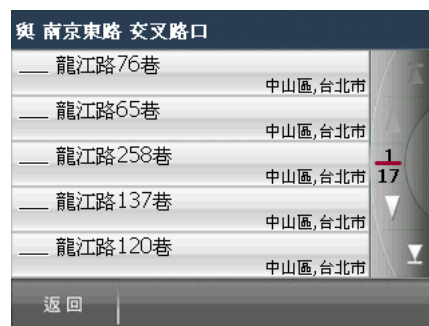 與 南京東路 交叉路口
___ 龍江路76巷
中山區,台北市
___ 龍江路65巷
中山區,台北市
___ 龍江路258巷
中山區,台北市
1
17
___ 龍江路137巷
中山區,台北市
___ 龍江路120巷
中山區,台北市
返回